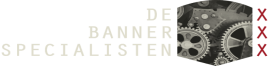 DE X
BANNER X
SPECIALISTEN X